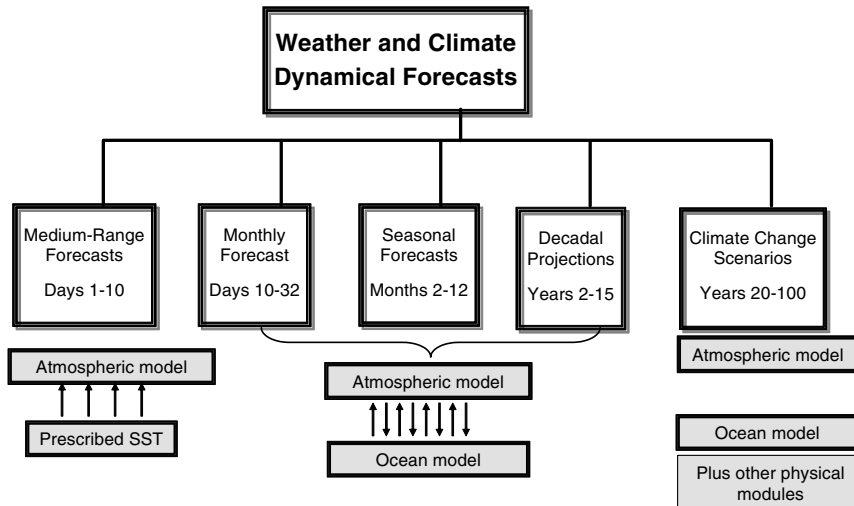 Weather and Climate
Dynamical Forecasts
Medium-Range
Forecasts
Days 1-10
Monthly
Forecast
Days 10-32
Seasonal
Forecasts
Months 2-12
Decadal
Projections
Years 2-15
Climate Change
Scenarios
Years 20-100
Atmospheric model
Prescribed SST
Atmospheric model
Ocean model
Atmospheric model
Ocean model
Plus other physical
modules